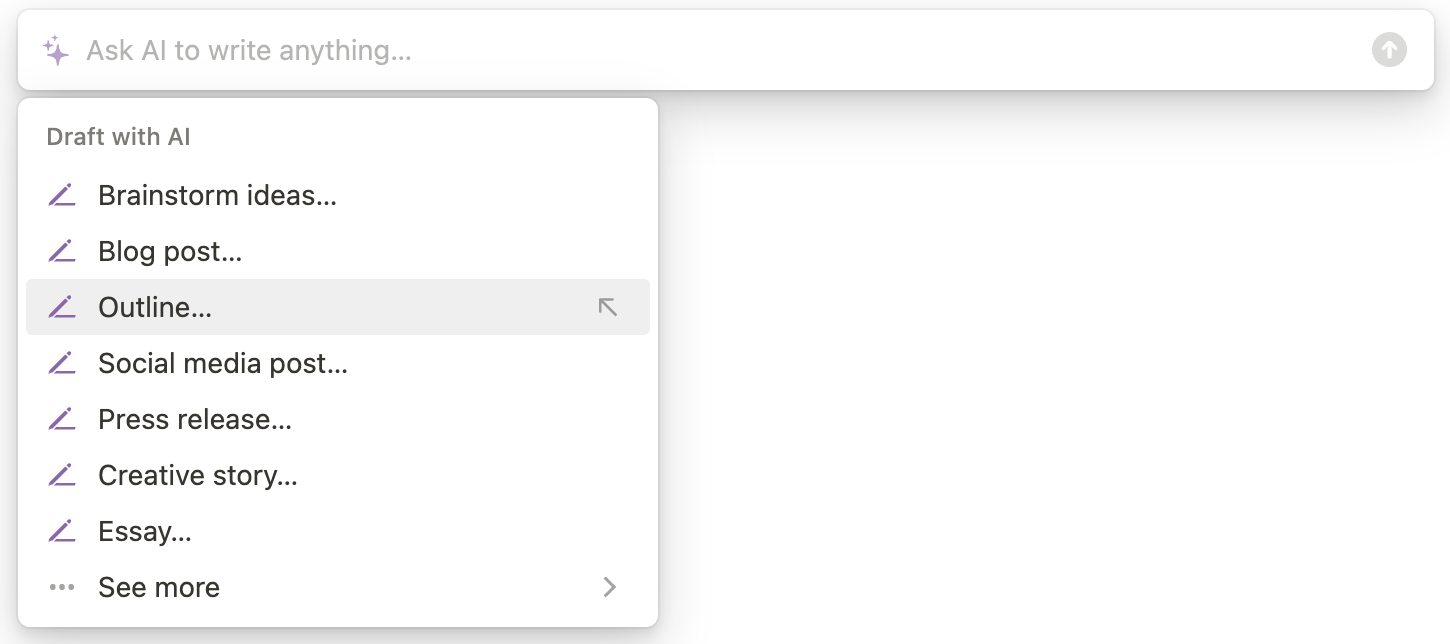 Ask AI to write anything...
Draft with AI
Brainstorm ideas...
Blog post...
Outline...
Social media post...
Press release...
Creative story...
Essay...
See more